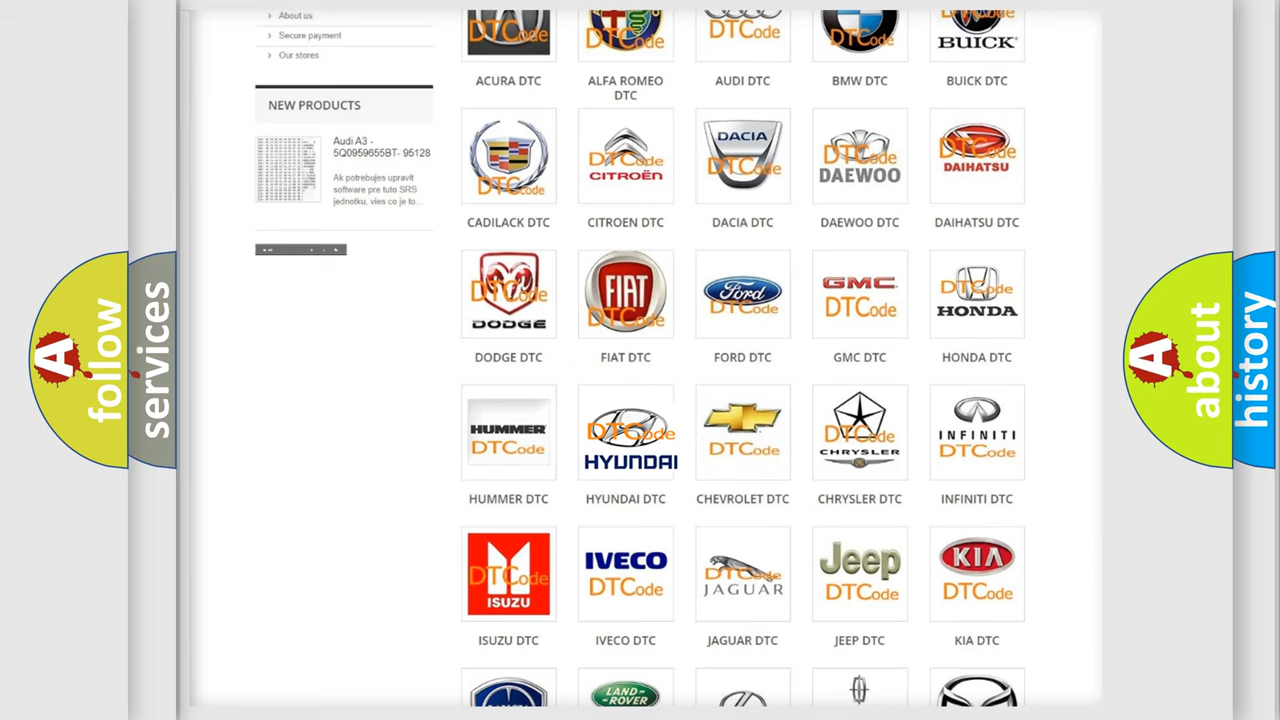 About us
Secure payment
Our stores
NEW PRODUCTS
Audi A3 -
5Q0959655BT- 95128
Ak potrebujes upravit
software pre tuto SRS
jednotku, vies co je to...
DTCode
DTCode
DTCode
DTCode
BUICK
ACURA DTC
ALFA ROMEO
DTC
AUDI DTC
BMW DTC
BUICK DTC
DTCode
DTCode
CITROËN
DACIA
DTCode
DTCode
DAEWOO
DTCode
DAIHATSU
CADILACK DTC
CITROEN DTC
DACIA DTC
DAEWOO DTC
DAIHATSU DTC
DTCode
DODGE
FIAT
DTCode
Ford
DTCode
GMC
DTCode
DTCode
HONDA
DODGE DTC
FIAT DTC
FORD DTC
GMC DTC
HONDA DTC
HUMMER
DTCode
DTCode
HYUNDAI
DTCode
DTCode
CHRYSLER
INFINITI
DTCode
HUMMER DTC
HYUNDAI DTC
CHEVROLET DTC
CHRYSLER DTC
INFINITI DTC
DTCode
ISUZU
IVECO
DTCode
DTCode
JAGUAR
Jeep
DTCode
KIA
DTCode
ISUZU DTC
IVECO DTC
JAGUAR DTC
JEEP DTC
KIA DTC
LAND-
ROVER
A
follow
services
A
about
history